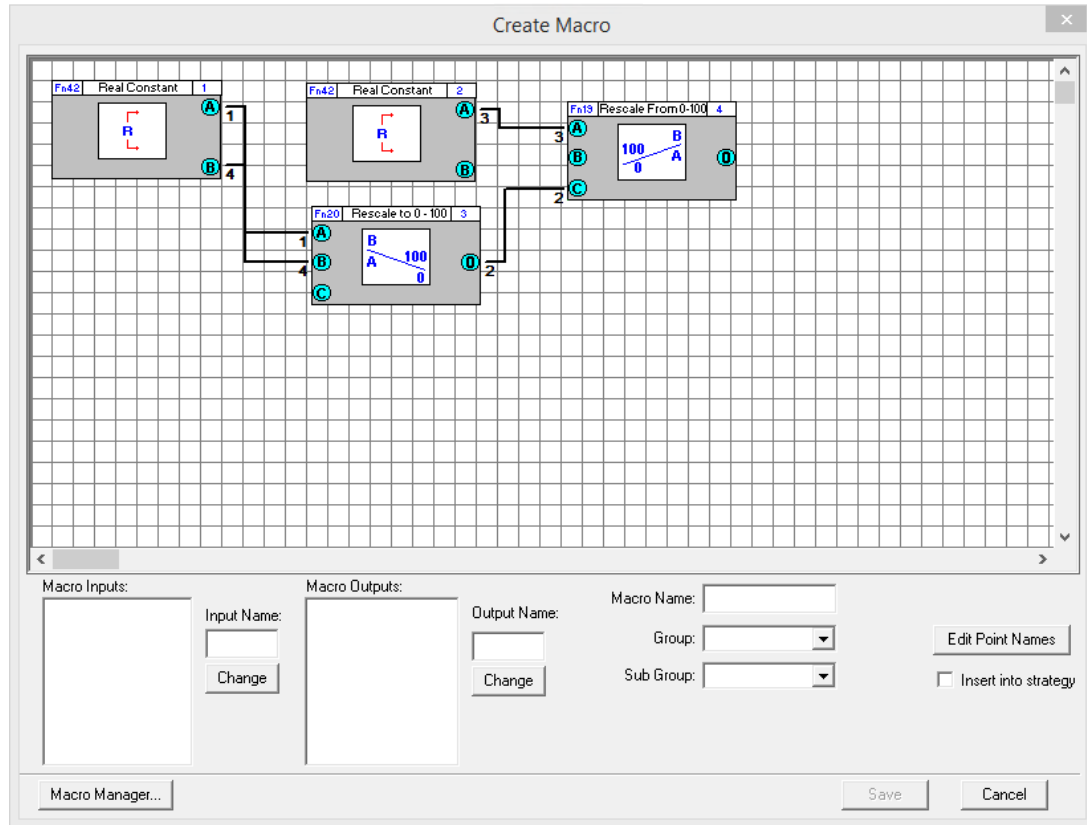 Create Macro
Fn42 Real Constant 1
R
A
B
1
4
Fn42 Real Constant 2
R
A
B
3
Fn19 Rescale From 0-100 4
A
B
C
3
2
100
0
B
A
O
Fn20 Rescale to 0 - 100 3
A
B
C
1
4
B
A
100
0
O
2
Macro Inputs:
Input Name:
Change
Macro Outputs:
Output Name:
Change
Macro Name:
Group:
Sub Group:
Edit Point Names
Insert into strategy
Macro Manager...
Save
Cancel